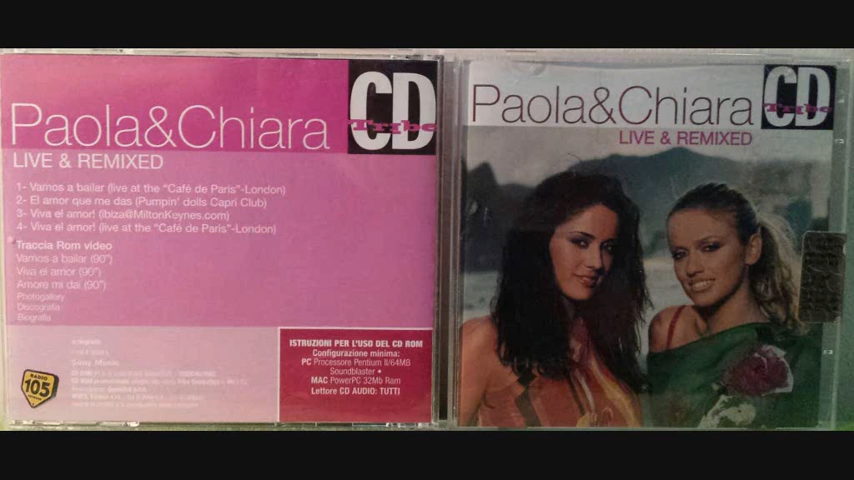 Paola&Chiara
CD
Tribe
LIVE & REMIXED
1- Vamos a bailar (live at the "Café de Paris"-London)
2- El amor que me das (Pumpin' dolls Capri Club)
3- Viva el amor! (Ibiza@MiltonKeynes.com)
4- Viva el amor! (live at the "Café de Paris"-London)
Traccia Rom video
Vamos a bailar (90")
Viva el amor (90")
Amore mi dai (90")
Photogallery
Discografia
Biografia
Sony Music
RADIO
105
ISTRUZIONI PER L'USO DEL CD ROM
Configurazione minima:
PC Processore Pentium II/64MB
Soundblaster •
MAC PowerPC 32Mb Ram
Lettore CD AUDIO: TUTTI
Paola&Chiara
CD
Tribe
LIVE & REMIXED